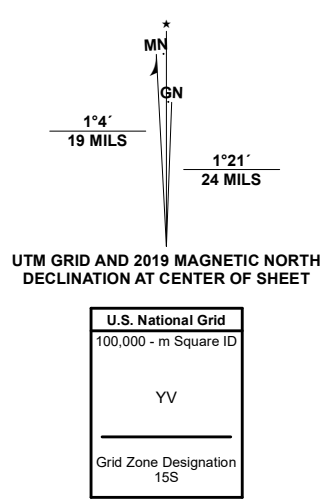 ★
MN
GN
1°4´
19 MILS
1°21´
24 MILS
UTM GRID AND 2019 MAGNETIC NORTH
DECLINATION AT CENTER OF SHEET
U.S. National Grid
100,000 - m Square ID
YV
Grid Zone Designation
15S